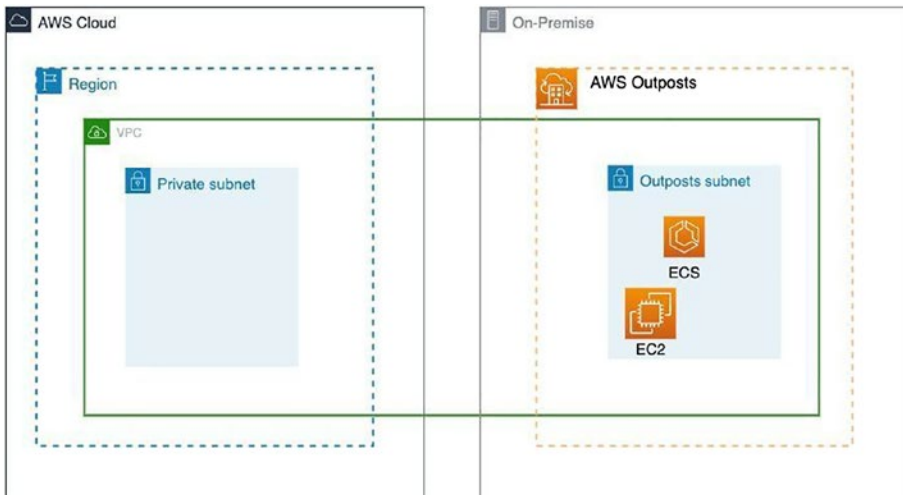 AWS Cloud
On-Premise
Region
AWS Outposts
VPC
Private subnet
Outposts subnet
ECS
EC2